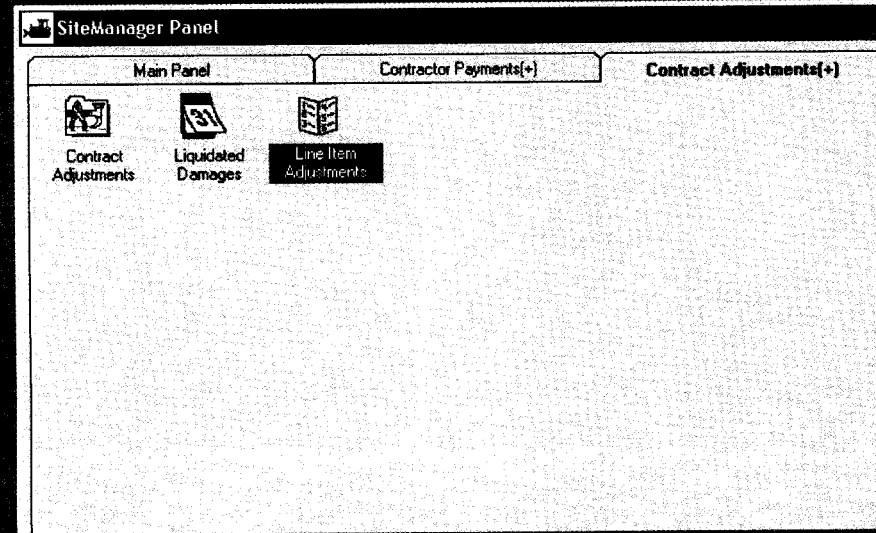 SiteManager Panel
Main Panel
Contractor Payments(+)
Contract Adjustments(+)
Contract
Adjustments
Liquidated
Damages
Line Item
Adjustments
31